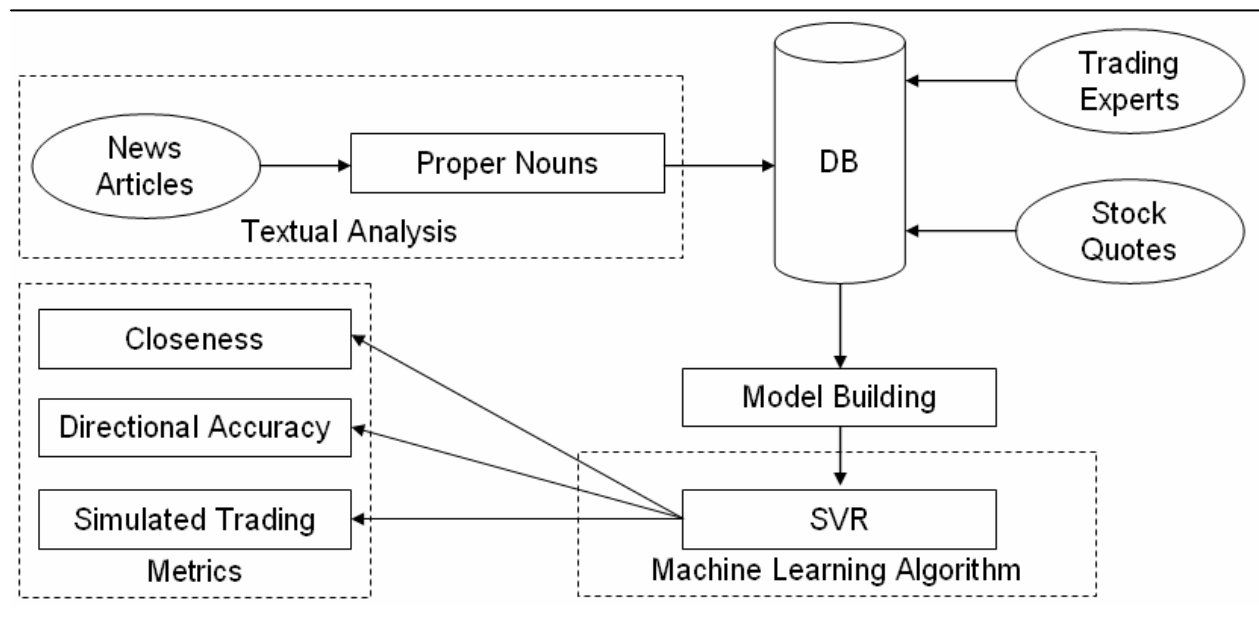 News
Articles
Proper Nouns
Textual Analysis
DB
Trading
Experts
Stock
Quotes
Closeness
Directional Accuracy
Simulated Trading
Metrics
Model Building
SVR
Machine Learning Algorithm